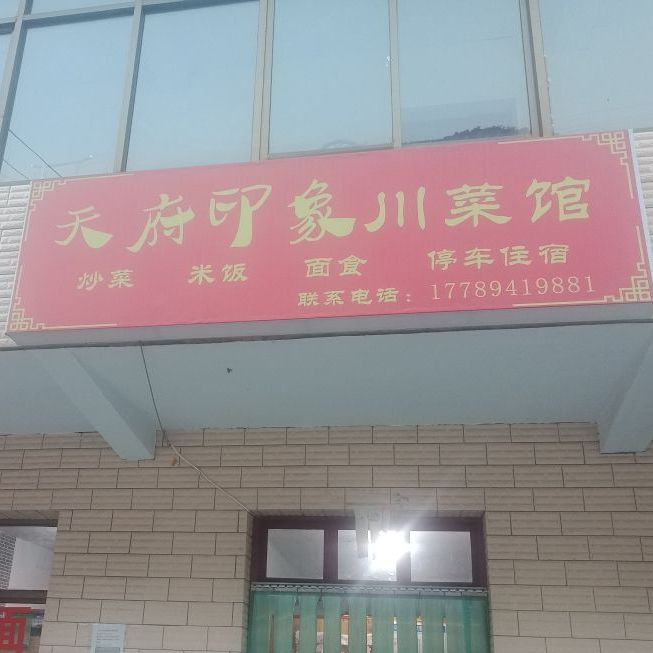 天府印象川菜馆
炒菜 米饭 面食 停车住宿
联系电话：17789419881
面